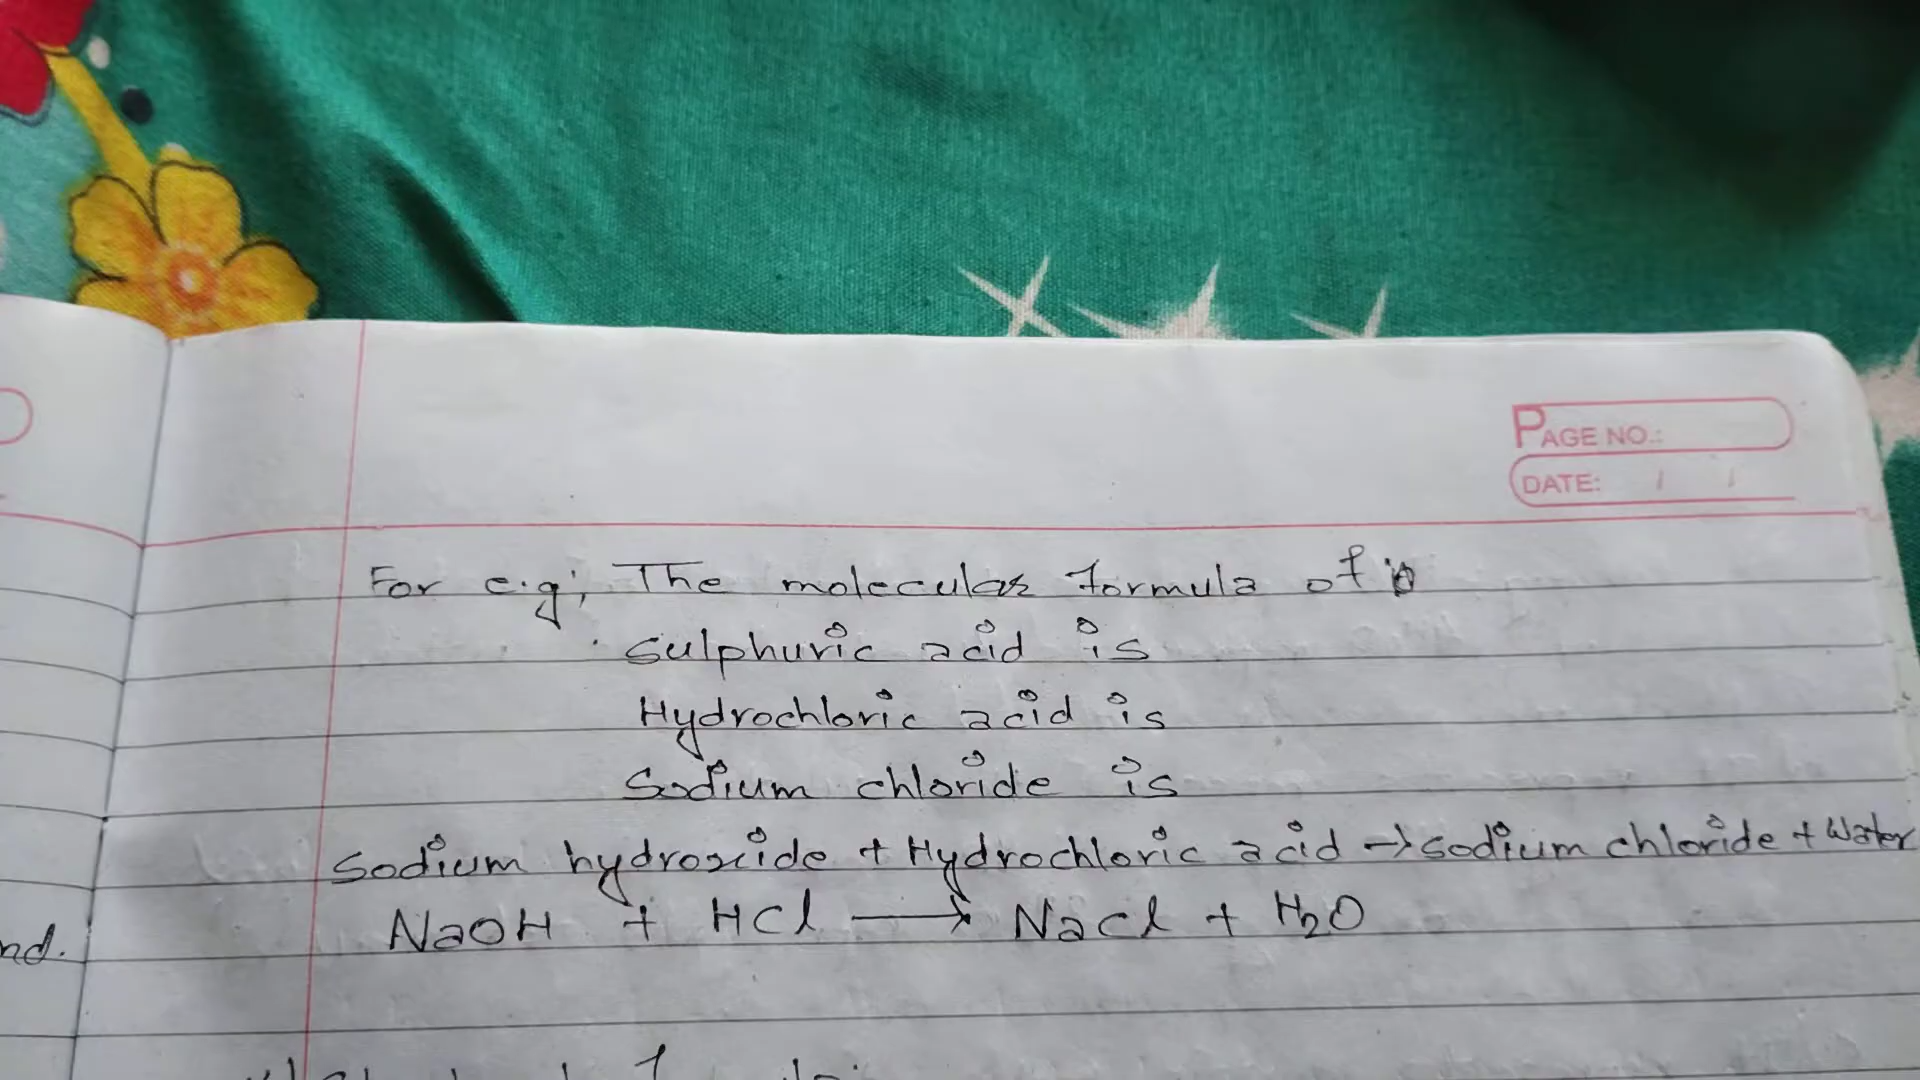 PAGE NO.:
DATE: / /
For e.g; The molecular formula of
sulphuric acid is
Hydrochloric acid is
Sodium chloride is
Sodium hydroxide + Hydrochloric acid → sodium chloride + Water
NaOH + HCl → NaCl + H₂O
nd.